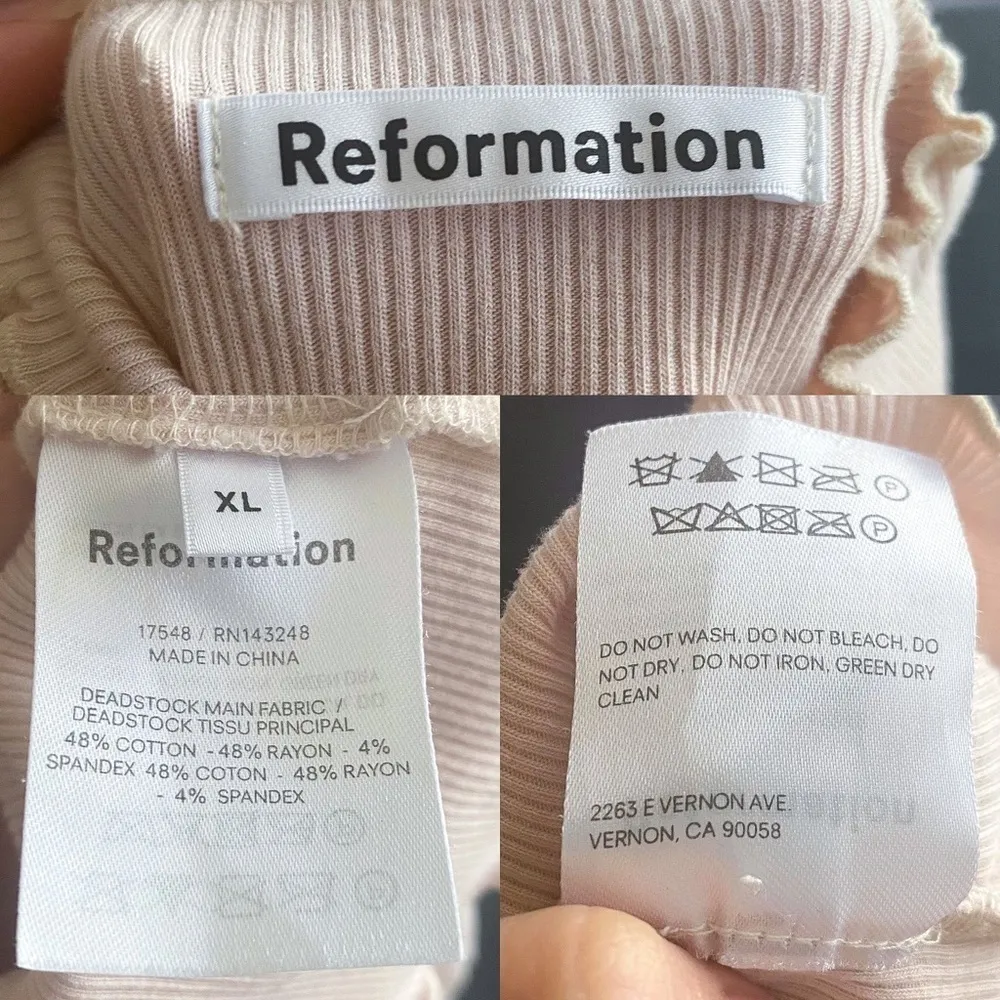 Reformation
XL
Reformation
17548 / RN143248
MADE IN CHINA
DEADSTOCK MAIN FABRIC /
DEADSTOCK TISSU PRINCIPAL
48% COTTON - 48% RAYON - 4%
SPANDEX 48% COTON - 48% RAYON
- 4% SPANDEX
P
P
DO NOT WASH, DO NOT BLEACH, DO
NOT DRY, DO NOT IRON, GREEN DRY
CLEAN
2263 E VERNON AVE.
VERNON, CA 90058